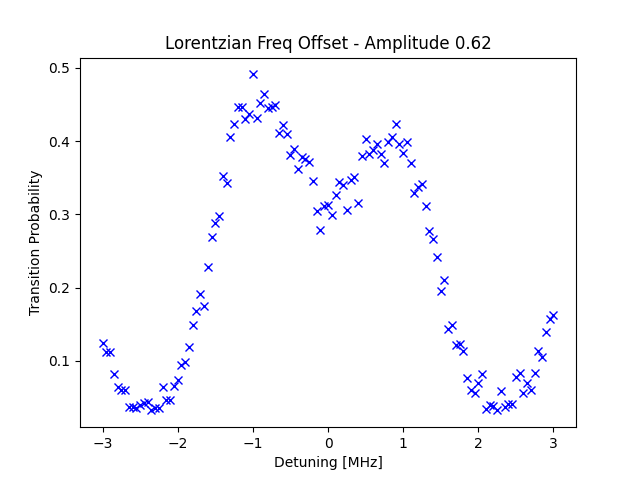 Lorentzian Freq Offset - Amplitude 0.62
0.5
0.4
0.3
0.2
0.1
Transition Probability
−3 −2 −1 0 1 2 3
Detuning [MHz]